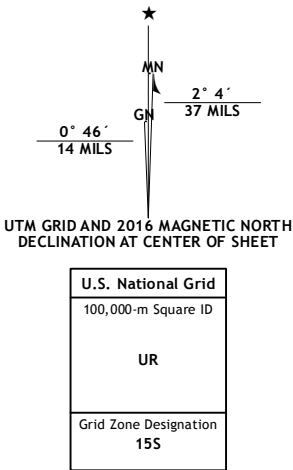 ★
MN
GN
2° 4´
37 MILS
0° 46´
14 MILS
UTM GRID AND 2016 MAGNETIC NORTH
DECLINATION AT CENTER OF SHEET
U.S. National Grid
100,000-m Square ID
UR
Grid Zone Designation
15S